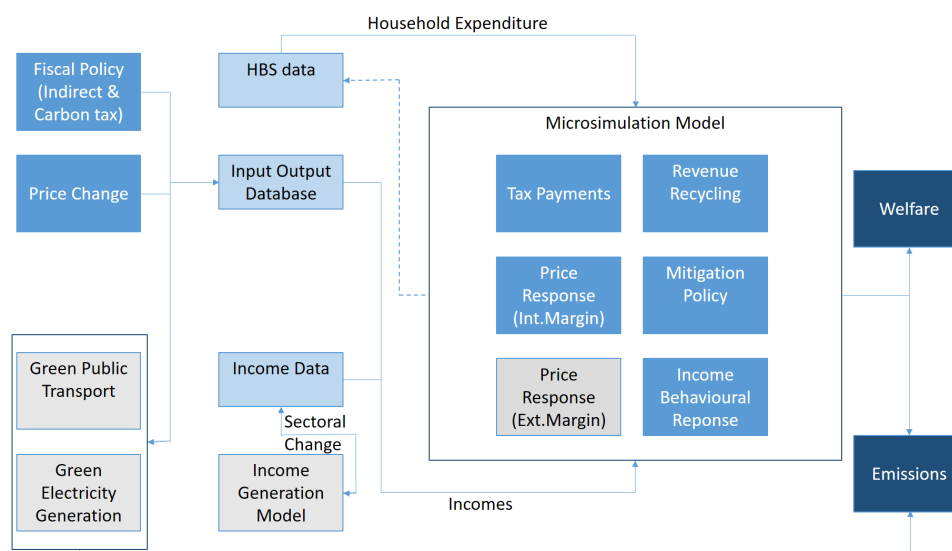 Household Expenditure
Fiscal Policy
(Indirect &
Carbon tax)
HBS data
Microsimulation Model
Price Change
Input Output
Database
Tax Payments
Revenue
Recycling
Welfare
Price
Response
(Int.Margin)
Mitigation
Policy
Green Public
Transport
Income Data
Price
Response
(Ext.Margin)
Income
Behavioural
Reponse
Sectoral
Change
Green
Electricity
Generation
Income
Generation
Model
Incomes
Emissions